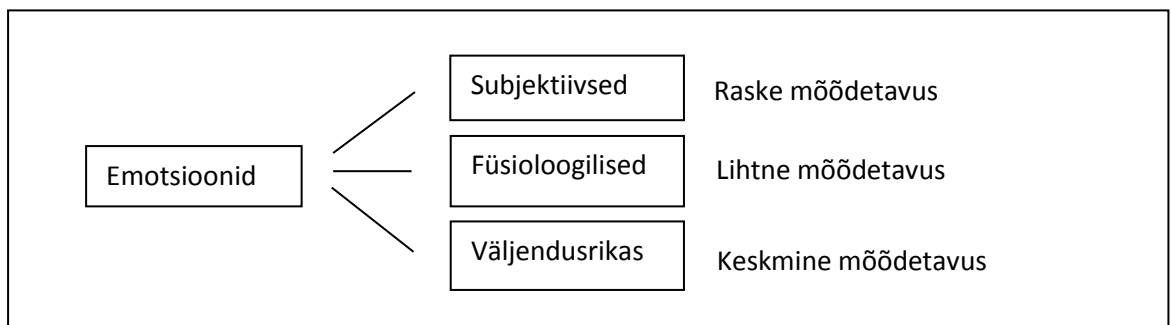 Subjektiivsed Raske mõõdetavus
Emotsioonid
Füsioloogilised Lihtne mõõdetavus
Väljendusrikas Keskmine mõõdetavus